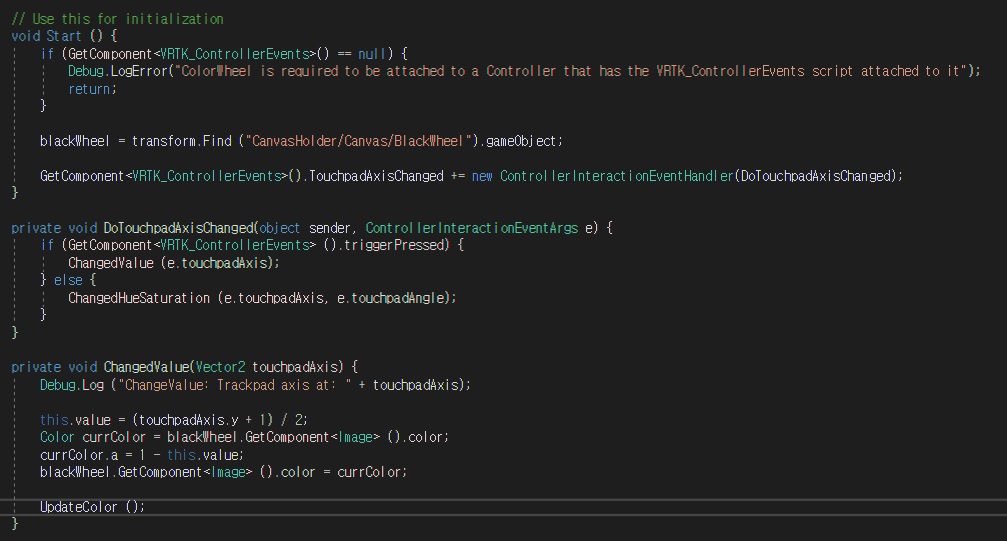 // Use this for initialization
void Start () {
if (GetComponent<VRTK_ControllerEvents>() == null) {
Debug.LogError("ColorWheel is required to be attached to a Controller that has the VRTK_ControllerEvents script attached to it");
return;
}
blackWheel = transform.Find ("CanvasHolder/Canvas/BlackWheel").gameObject;
GetComponent<VRTK_ControllerEvents>().TouchpadAxisChanged += new ControllerInteractionEventHandler(DoTouchpadAxisChanged);
}
private void DoTouchpadAxisChanged(object sender, ControllerInteractionEventArgs e) {
if (GetComponent<VRTK_ControllerEvents> ().triggerPressed) {
ChangedValue (e.touchpadAxis);
} else {
ChangedHueSaturation (e.touchpadAxis, e.touchpadAngle);
}
}
private void ChangedValue(Vector2 touchpadAxis) {
Debug.Log ("ChangeValue: Trackpad axis at: " + touchpadAxis);
this.value = (touchpadAxis.y + 1) / 2;
Color currColor = blackWheel.GetComponent<Image> ().color;
currColor.a = 1 - this.value;
blackWheel.GetComponent<Image> ().color = currColor;
UpdateColor ();
}